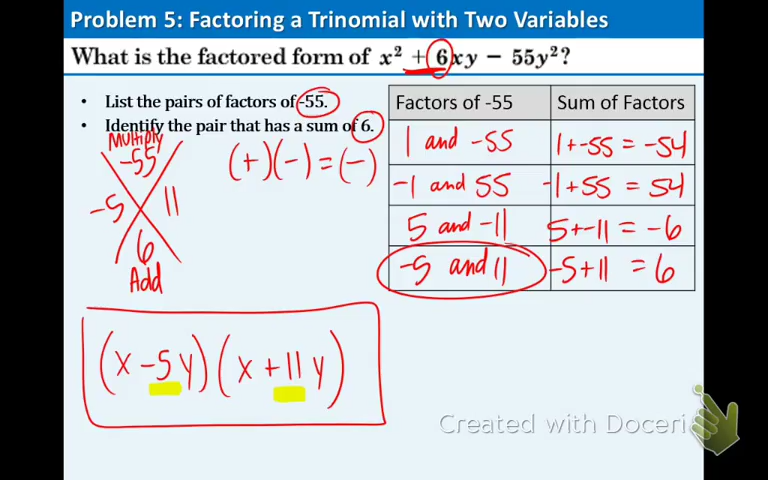 Problem 5: Factoring a Trinomial with Two Variables
What is the factored form of x² + 6xy − 55y²?
• List the pairs of factors of -55.
• Identify the pair that has a sum of 6.
Multiply
-55
-5 11
6
Add
(+)(-) = (-)
Factors of -55 Sum of Factors
1 and -55 1+-55 = -54
-1 and 55 -1+55 = 54
5 and -11 5+-11 = -6
-5 and 11 -5+11 = 6
(x -5y)(x + 11y)
Created with Doceri